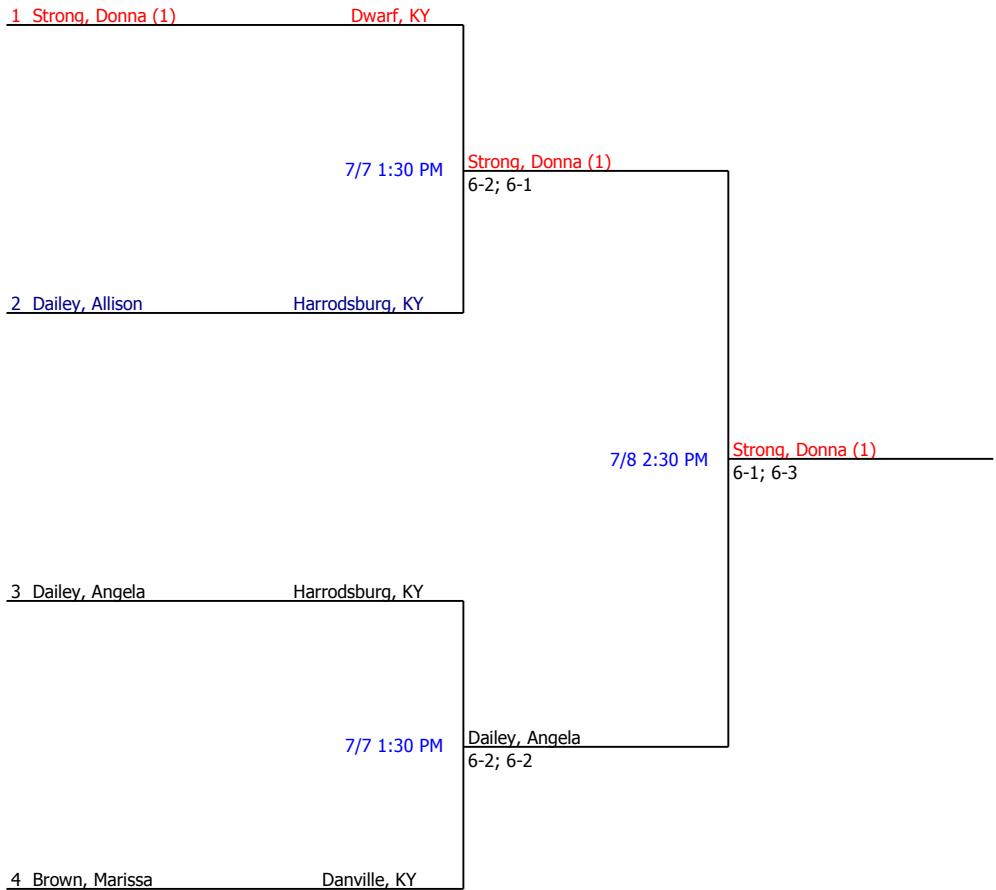 1 Strong, Donna (1) Dwarf, KY
7/7 1:30 PM
Strong, Donna (1)
6-2; 6-1
2 Dailey, Allison Harrodsburg, KY
7/8 2:30 PM
Strong, Donna (1)
6-1; 6-3
3 Dailey, Angela Harrodsburg, KY
7/7 1:30 PM
Dailey, Angela
6-2; 6-2
4 Brown, Marissa Danville, KY